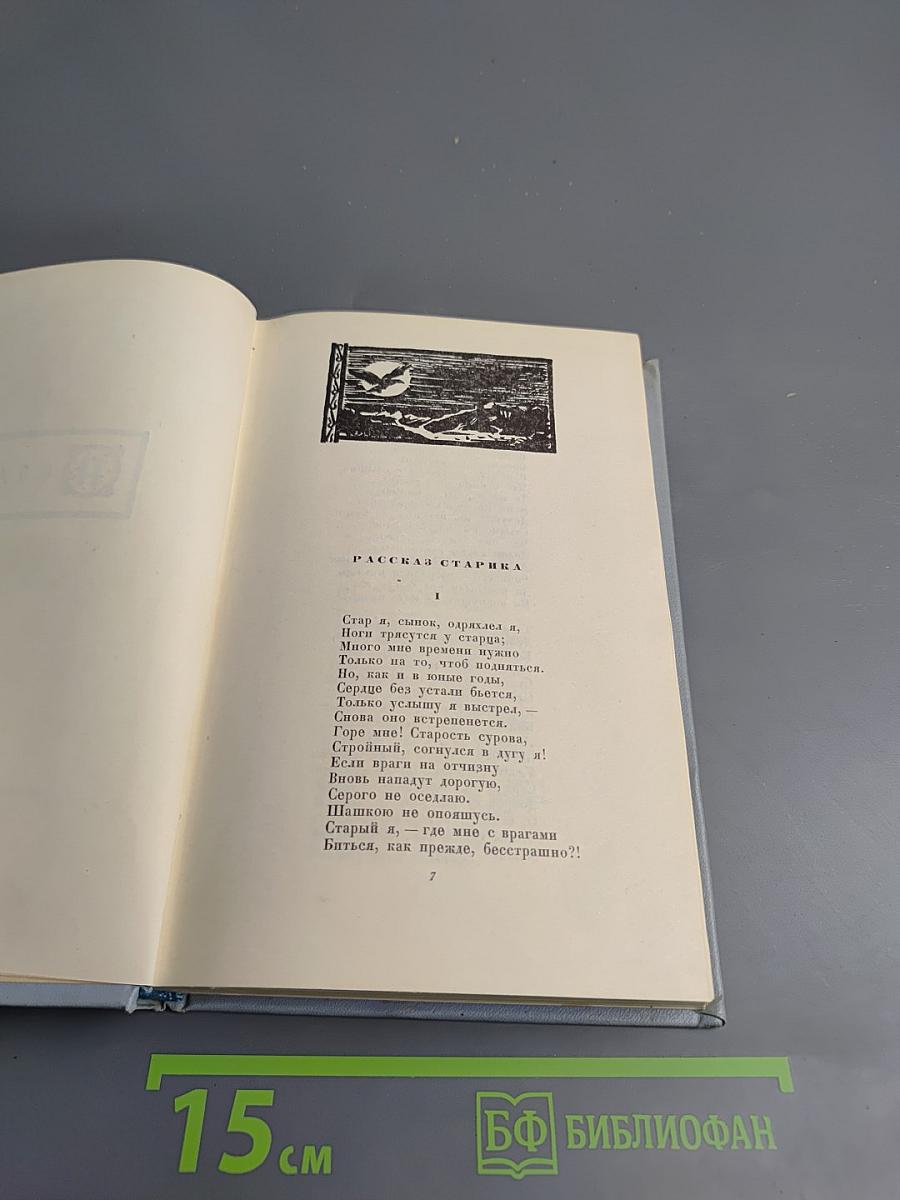 РАССКАЗ СТАРИКА
I
Стар я, сынок, одряхлел я,
Ноги трясутся у старца;
Много мне времени нужно
Только на то, чтоб подняться.
Но, как и в юные годы,
Сердце без устали бьется,
Только услышу я выстрел, —
Снова оно встрепенется.
Горе мне! Старость сурова,
Стройный, согнулся в дугу я!
Если враги на отчизну
Вновь нападут дорогую,
Серого не оседлаю.
Шашкою не опояшусь.
Старый я, — где мне с врагами
Биться, как прежде, бесстрашно?!
7
15 см
БФ БИБЛИОФАН